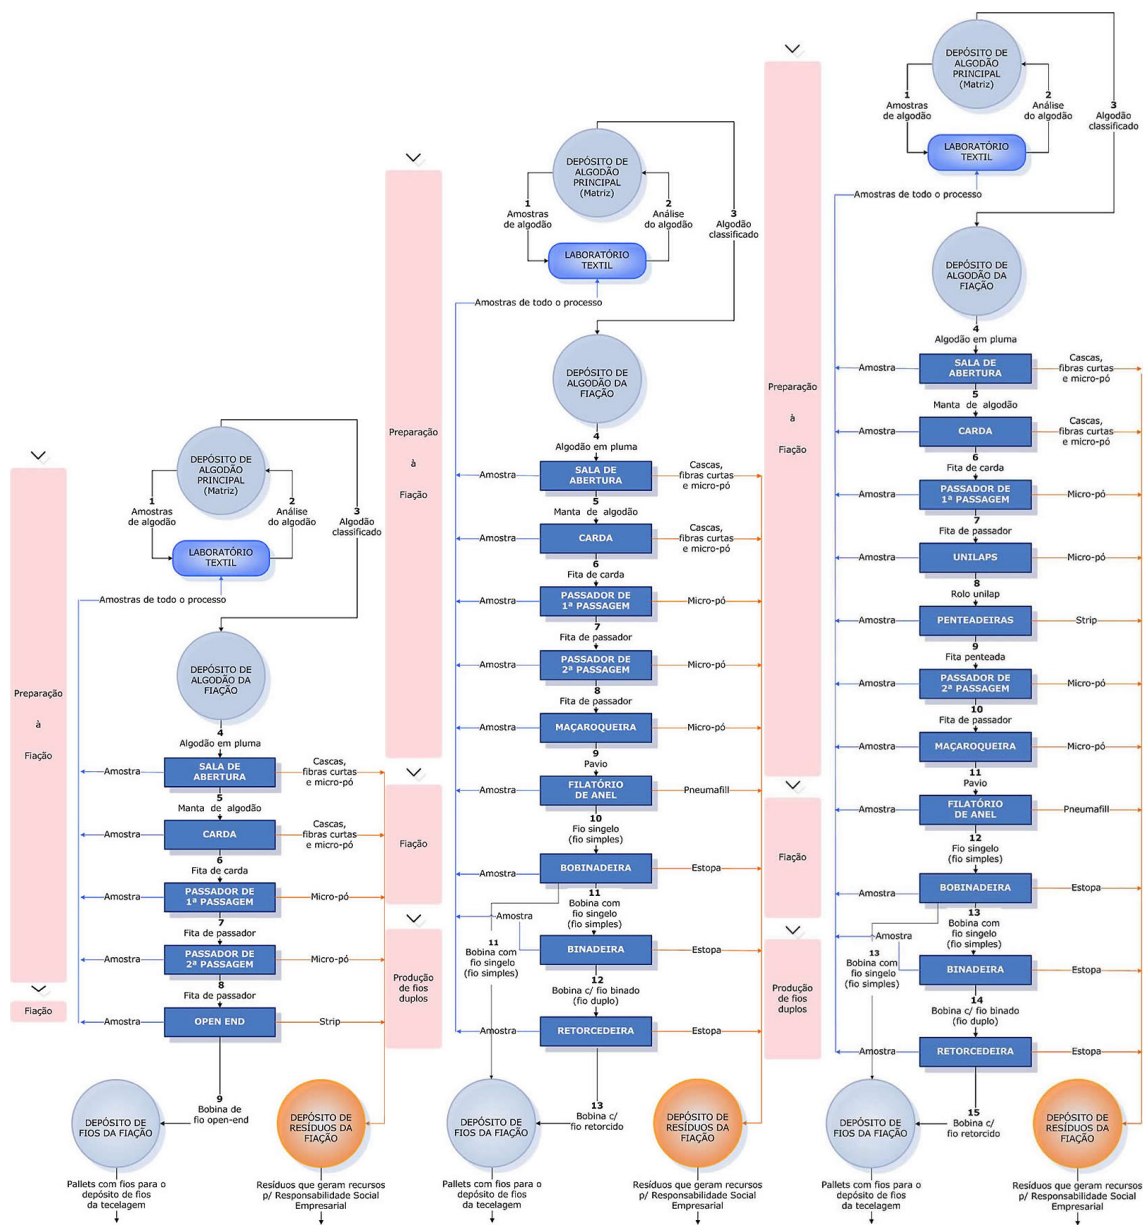 DEPÓSITO DE
ALGODÃO
PRINCIPAL
(Matriz)
1
Amostras
de algodão
2
Análise
do algodão
3
Algodão
classificado
LABORATÓRIO
TEXTIL
Amostras de todo o processo
DEPÓSITO DE
ALGODÃO DA
FIAÇÃO
Preparação
à
Fiação
4
Algodão em pluma
Amostra
SALA DE
ABERTURA
Cascas,
fibras curtas
e micro-pó
5
Manta de algodão
Amostra
CARDA
Cascas,
fibras curtas
e micro-pó
6
Fita de carda
Amostra
PASSADOR DE
1ª PASSAGEM
Micro-pó
7
Fita de passador
Amostra
PASSADOR DE
2ª PASSAGEM
Micro-pó
8
Fita de passador
Fiação
Amostra
OPEN END
Strip
9
Bobina de
fio open-end
DEPÓSITO DE
FIOS DA FIAÇÃO
DEPÓSITO DE
RESÍDUOS DA
FIAÇÃO
Pallets com fios para o
depósito de fios
da tecelagem
Resíduos que geram recursos
p/ Responsabilidade Social
Empresarial
DEPÓSITO DE
ALGODÃO
PRINCIPAL
(Matriz)
1
Amostras
de algodão
2
Análise
do algodão
3
Algodão
classificado
LABORATÓRIO
TEXTIL
Amostras de todo o processo
DEPÓSITO DE
ALGODÃO DA
FIAÇÃO
Preparação
à
Fiação
4
Algodão em pluma
Amostra
SALA DE
ABERTURA
Cascas,
fibras curtas
e micro-pó
5
Manta de algodão
Amostra
CARDA
Cascas,
fibras curtas
e micro-pó
6
Fita de carda
Amostra
PASSADOR DE
1ª PASSAGEM
Micro-pó
7
Fita de passador
Amostra
PASSADOR DE
2ª PASSAGEM
Micro-pó
8
Fita de passador
Amostra
MAÇAROQUEIRA
Micro-pó
9
Pavio
Fiação
Amostra
FILATÓRIO
DE ANEL
Pneumafill
10
Fio singelo
(fio simples)
Amostra
BOBINADEIRA
Estopa
11
Bobina com
fio singelo
(fio simples)
11
Bobina com
fio singelo
(fio simples)
Produção
de fios
duplos
Amostra
BINADEIRA
Estopa
12
Bobina c/ fio binado
(fio duplo)
Amostra
RETORCEDEIRA
Estopa
13
Bobina c/
fio retorcido
DEPÓSITO DE
FIOS DA FIAÇÃO
DEPÓSITO DE
RESÍDUOS DA
FIAÇÃO
Pallets com fios para o
depósito de fios
da tecelagem
Resíduos que geram recursos
p/ Responsabilidade Social
Empresarial
DEPÓSITO DE
ALGODÃO
PRINCIPAL
(Matriz)
1
Amostras
de algodão
2
Análise
do algodão
3
Algodão
classificado
LABORATÓRIO
TEXTIL
Amostras de todo o processo
DEPÓSITO DE
ALGODÃO DA
FIAÇÃO
Preparação
à
Fiação
4
Algodão em pluma
Amostra
SALA DE
ABERTURA
Cascas,
fibras curtas
e micro-pó
5
Manta de algodão
Amostra
CARDA
Cascas,
fibras curtas
e micro-pó
6
Fita de carda
Amostra
PASSADOR DE
1ª PASSAGEM
Micro-pó
7
Fita de passador
Amostra
UNILAPS
Micro-pó
8
Rolo unilap
Amostra
PENTEADEIRAS
Strip
9
Fita penteada
Amostra
PASSADOR DE
2ª PASSAGEM
Micro-pó
10
Fita de passador
Amostra
MAÇAROQUEIRA
Micro-pó
11
Pavio
Fiação
Amostra
FILATÓRIO
DE ANEL
Pneumafill
12
Fio singelo
(fio simples)
Amostra
BOBINADEIRA
Estopa
13
Bobina com
fio singelo
(fio simples)
13
Bobina com
fio singelo
(fio simples)
Produção
de fios
duplos
Amostra
BINADEIRA
Estopa
14
Bobina c/ fio binado
(fio duplo)
Amostra
RETORCEDEIRA
Estopa
15
Bobina c/
fio retorcido
DEPÓSITO DE
FIOS DA FIAÇÃO
DEPÓSITO DE
RESÍDUOS DA
FIAÇÃO
Pallets com fios para o
depósito de fios
da tecelagem
Resíduos que geram recursos
p/ Responsabilidade Social
Empresarial